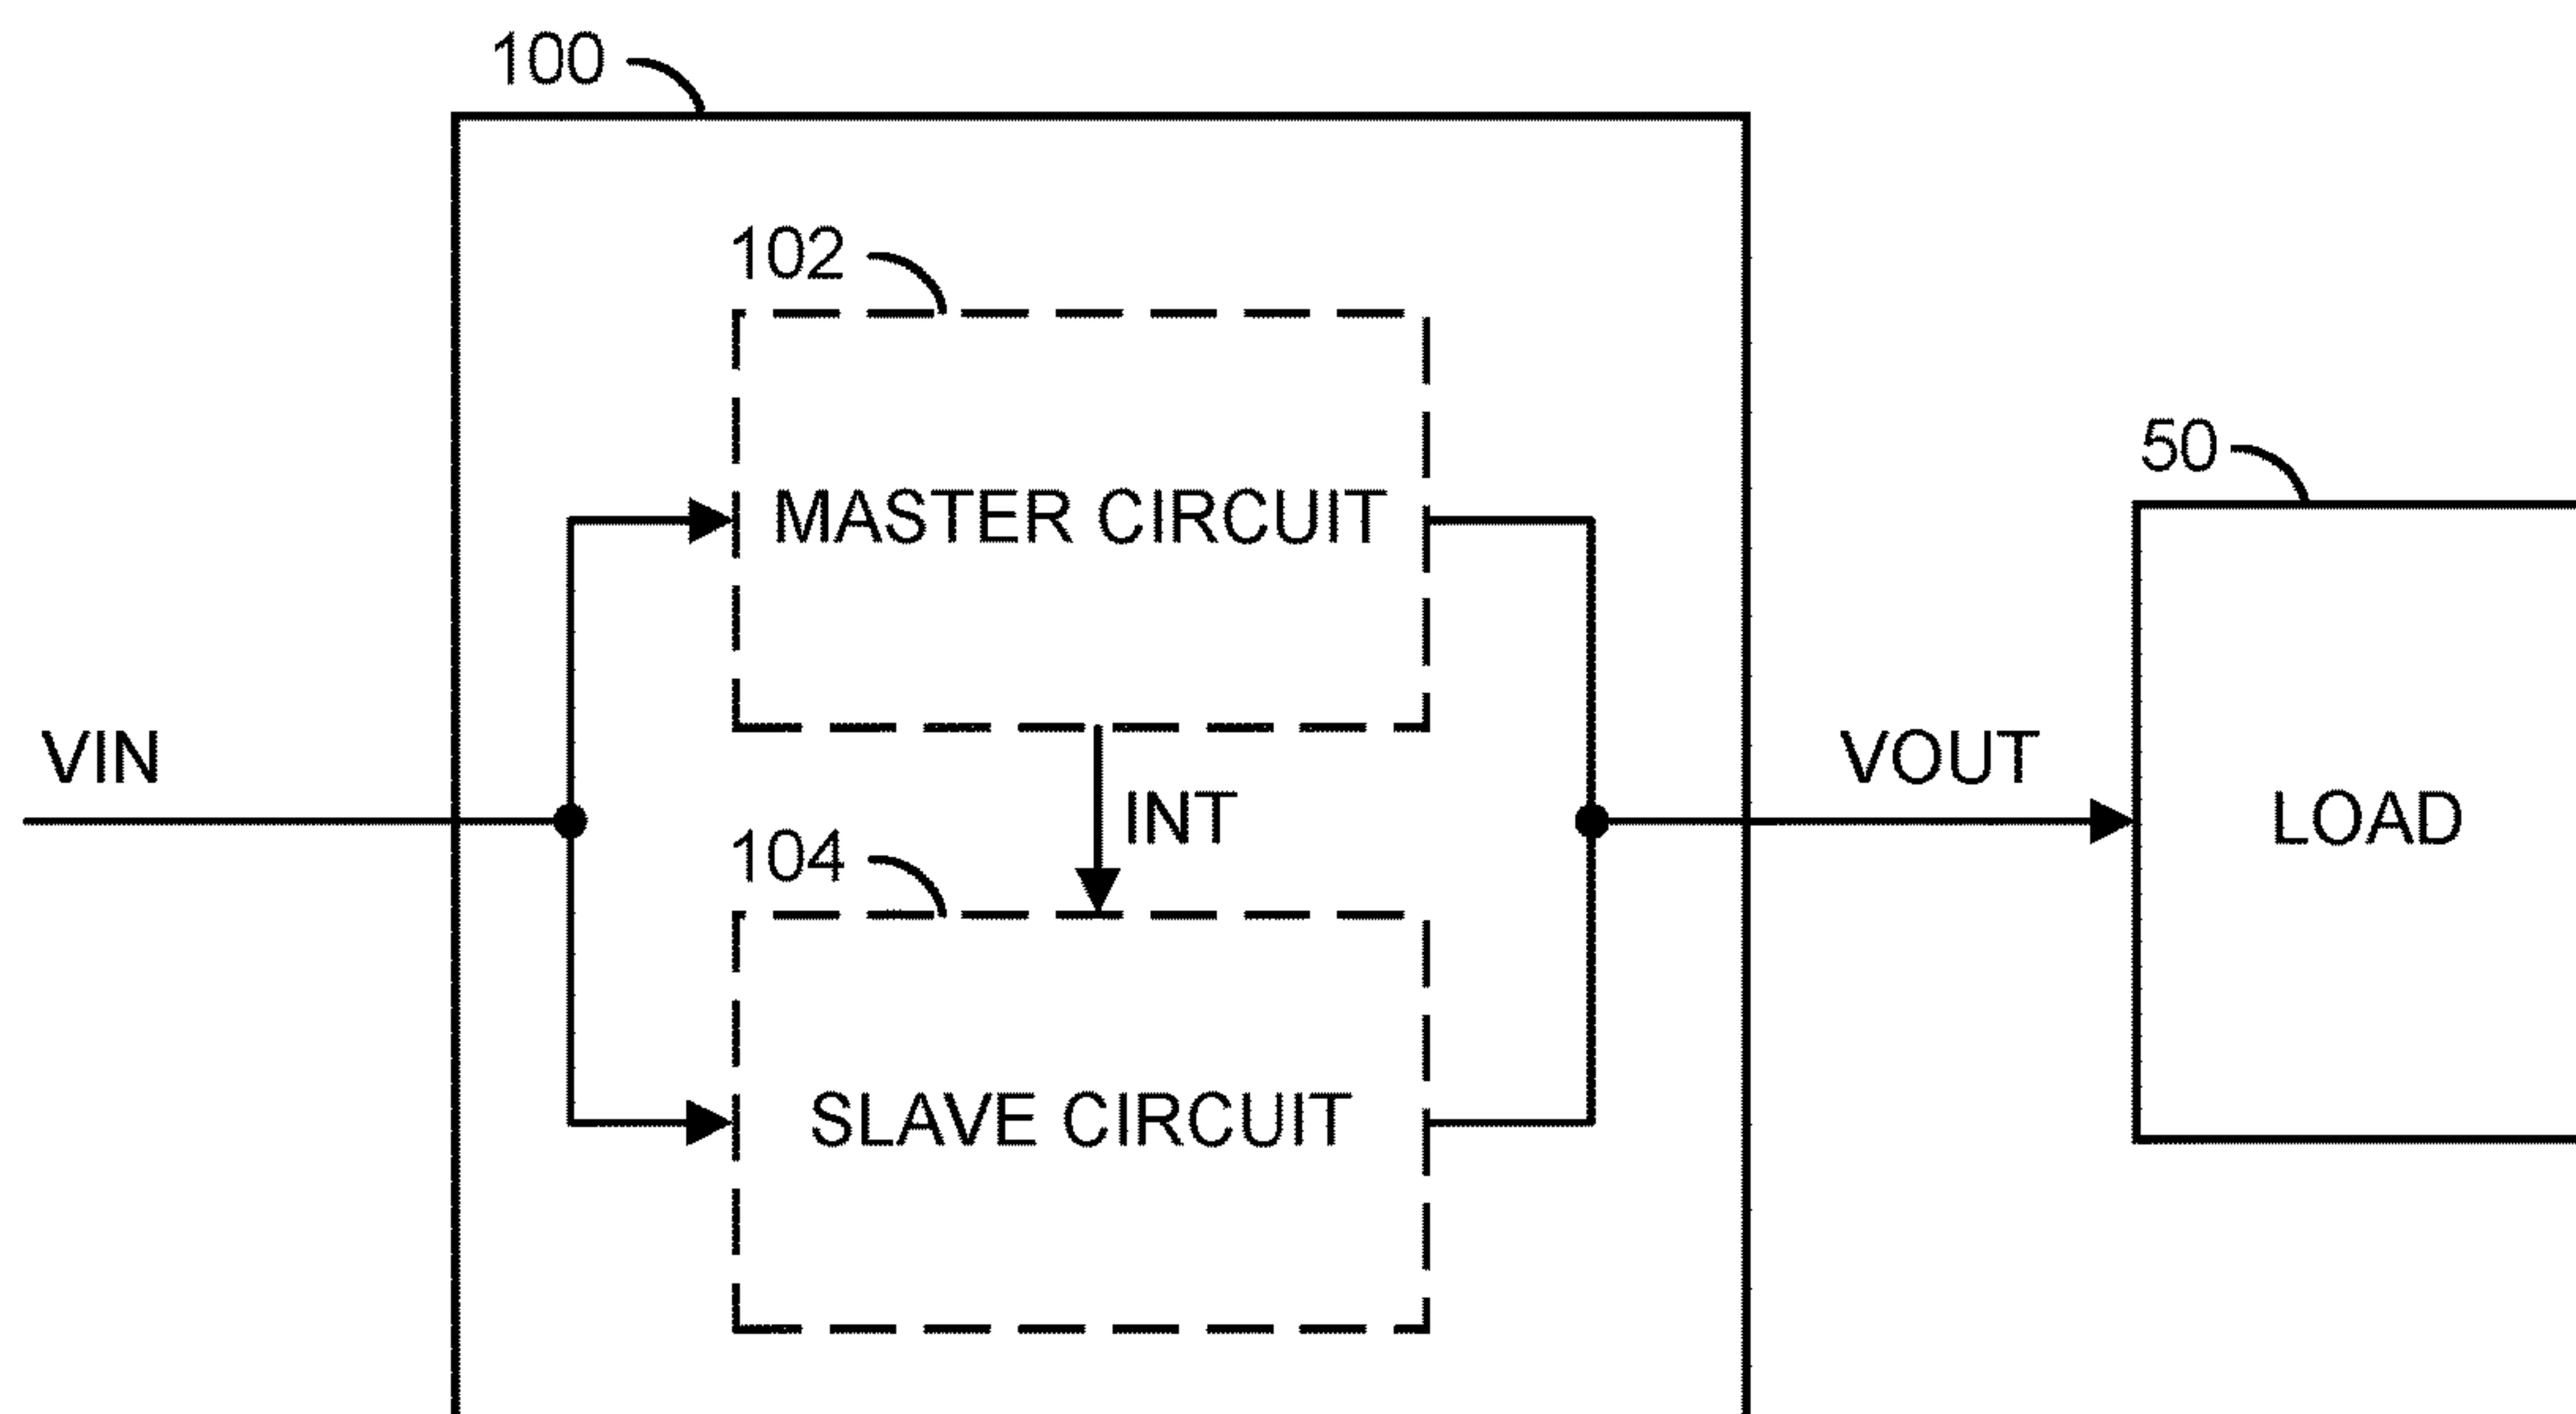 100
102
MASTER CIRCUIT
50
VIN
INT
VOUT
LOAD
104
SLAVE CIRCUIT